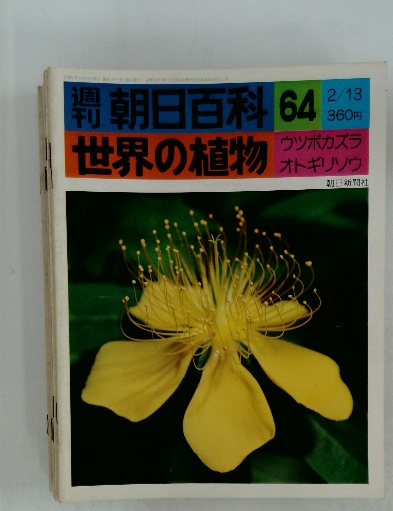 週刊 朝日百科 64 2/13 360円
世界の植物 ウツボカズラ
オトギリソウ
朝日新聞社